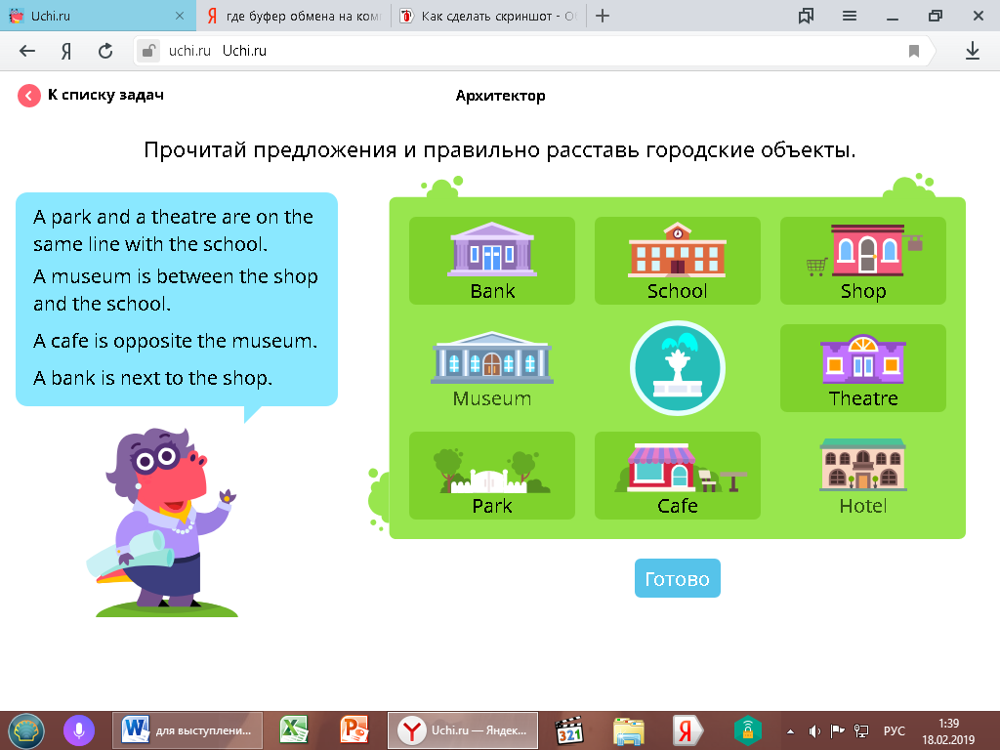 Uchi.ru
где буфер обмена на ком
Как сделать скриншот - О
uchi.ru Uchi.ru
К списку задач
Архитектор
Прочитай предложения и правильно расставь городские объекты.
A park and a theatre are on the
same line with the school.
A museum is between the shop
and the school.
A cafe is opposite the museum.
A bank is next to the shop.
Bank
School
Shop
Museum
Theatre
Park
Cafe
Hotel
Готово
для выступлени...
Uchi.ru — Яндек...
321
РУС
1:39
18.02.2019